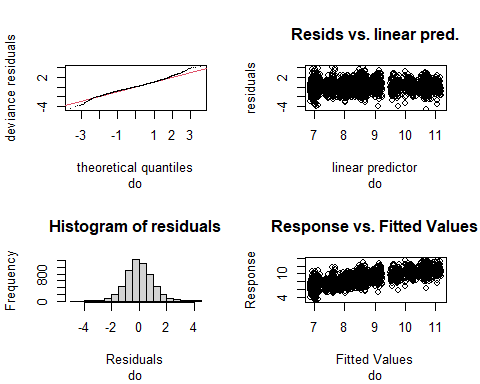 deviance residuals
-4
2
-3
-1
1
2
3
theoretical quantiles
do
Resids vs. linear pred.
residuals
-4
2
7
8
9
10
11
linear predictor
do
Histogram of residuals
Frequency
0
800
-4
-2
0
2
4
Residuals
do
Response vs. Fitted Values
Response
4
10
7
8
9
10
11
Fitted Values
do